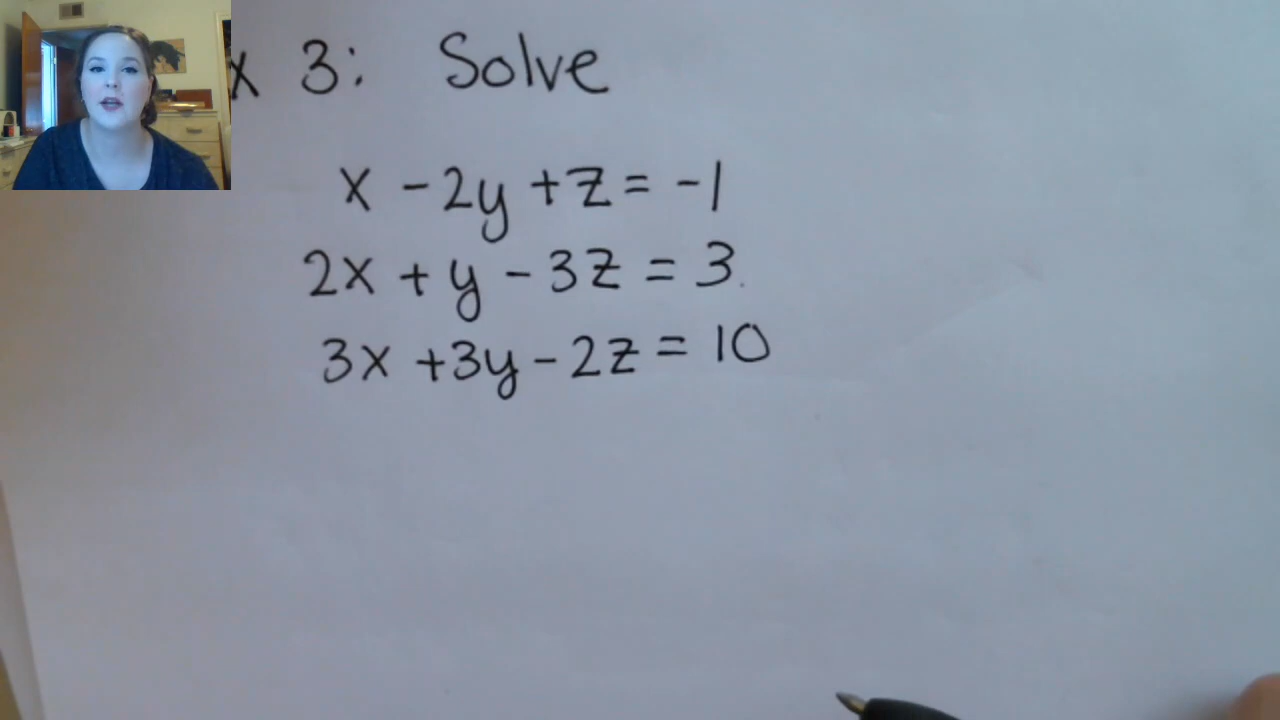 x 3: Solve
x - 2y + z = -1
2x + y - 3z = 3
3x + 3y - 2z = 10